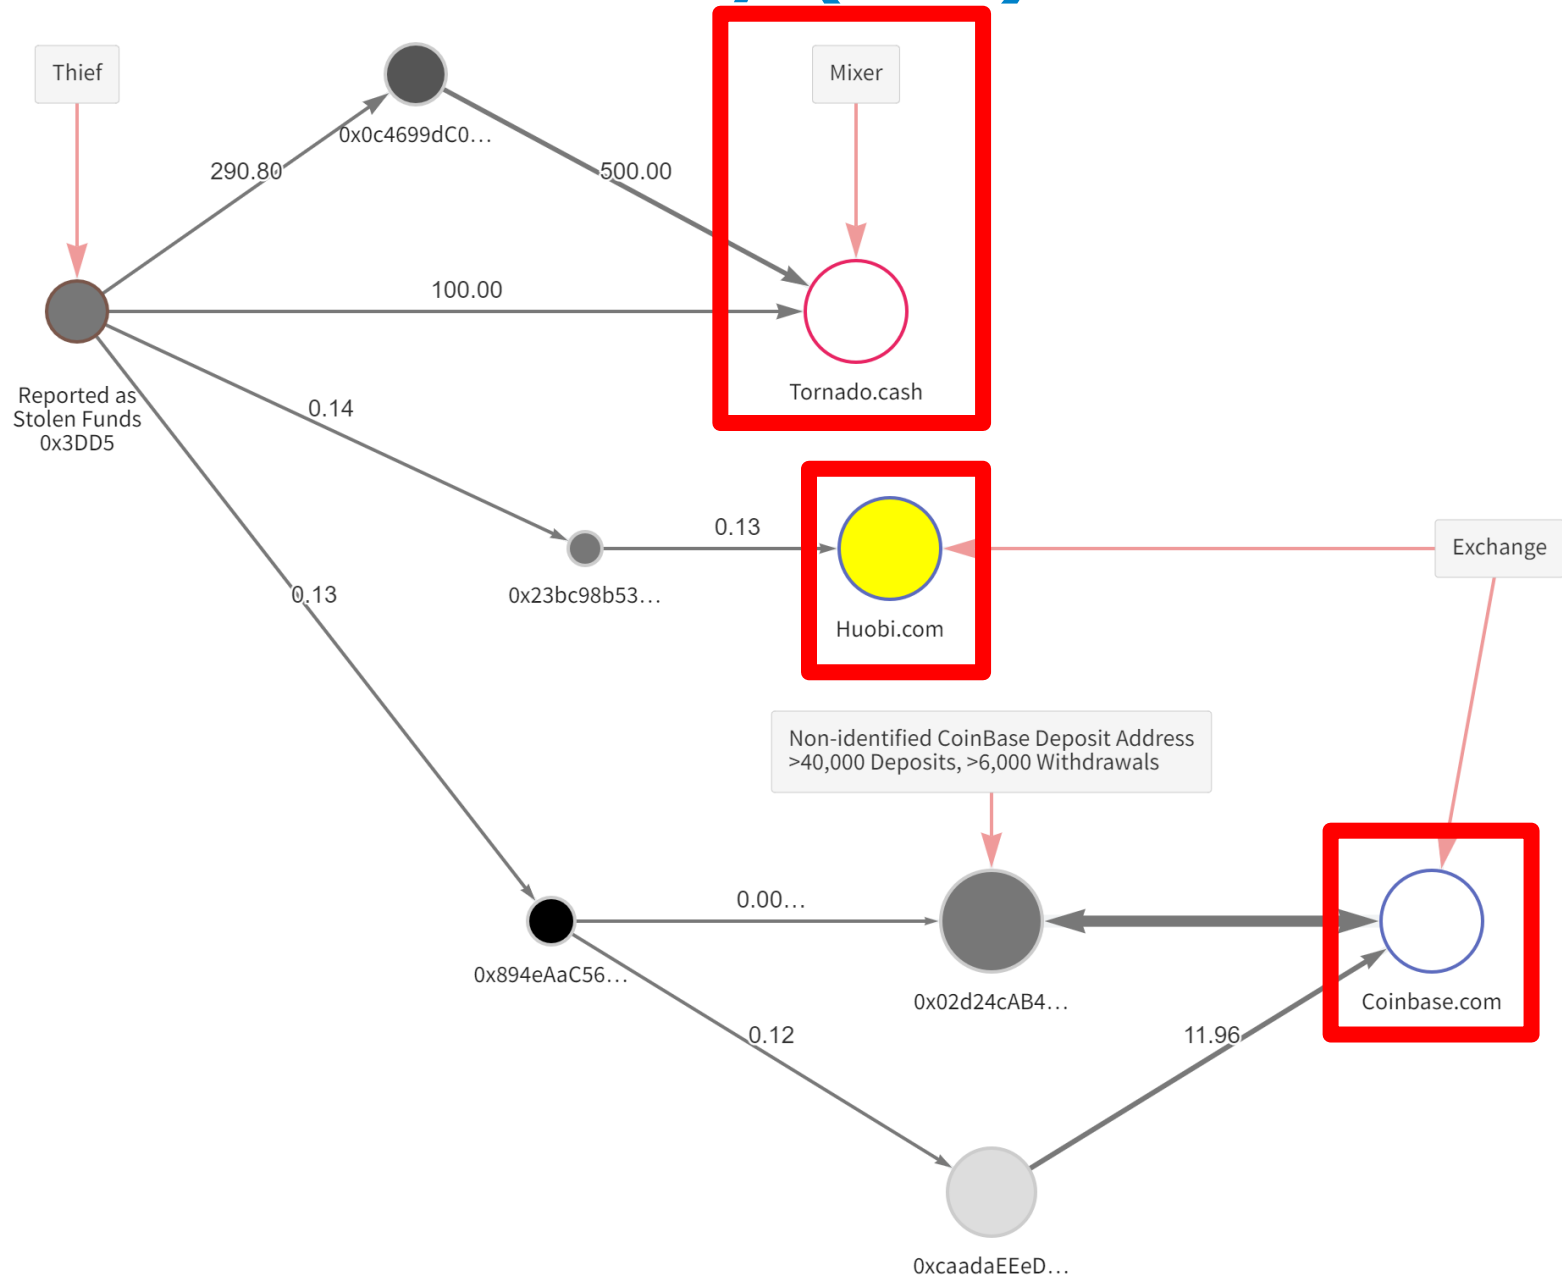 Thief
Mixer
0x0c4699dC0…
290.80
500.00
100.00
Tornado.cash
Reported as
Stolen Funds
0x3DD5
0.14
0.13
Exchange
0.13
0x23bc98b53…
Huobi.com
Non-identified CoinBase Deposit Address
>40,000 Deposits, >6,000 Withdrawals
0.00…
0x894eAaC56…
0x02d24cAB4…
Coinbase.com
0.12
11.96
0xcaadaEEeD…